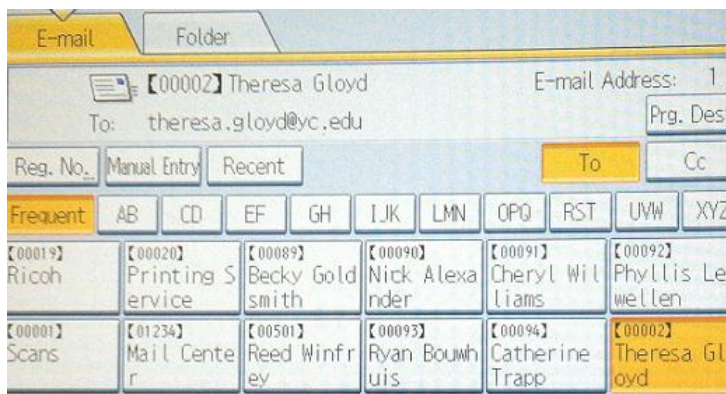 E-mail Folder
【00002】Theresa Gloyd E-mail Address: 1
To: theresa.gloyd@yc.edu Prg. Des
Reg. No. Manual Entry Recent To Cc
Frequent AB CD EF GH IJK LMN OPQ RST UVW XYZ
【00019】 【00020】 【00089】 【00090】 【00091】 【00092】
Ricoh Printing S Becky Gold Nick Alexa Cheryl Wil Phyllis Le
ervice smith nder liams wellen
【00001】 【01234】 【00501】 【00093】 【00094】 【00002】
Scans Mail Cente Reed Winfr Ryan Bouwh Catherine Theresa Gl
r ey uis Trapp oyd